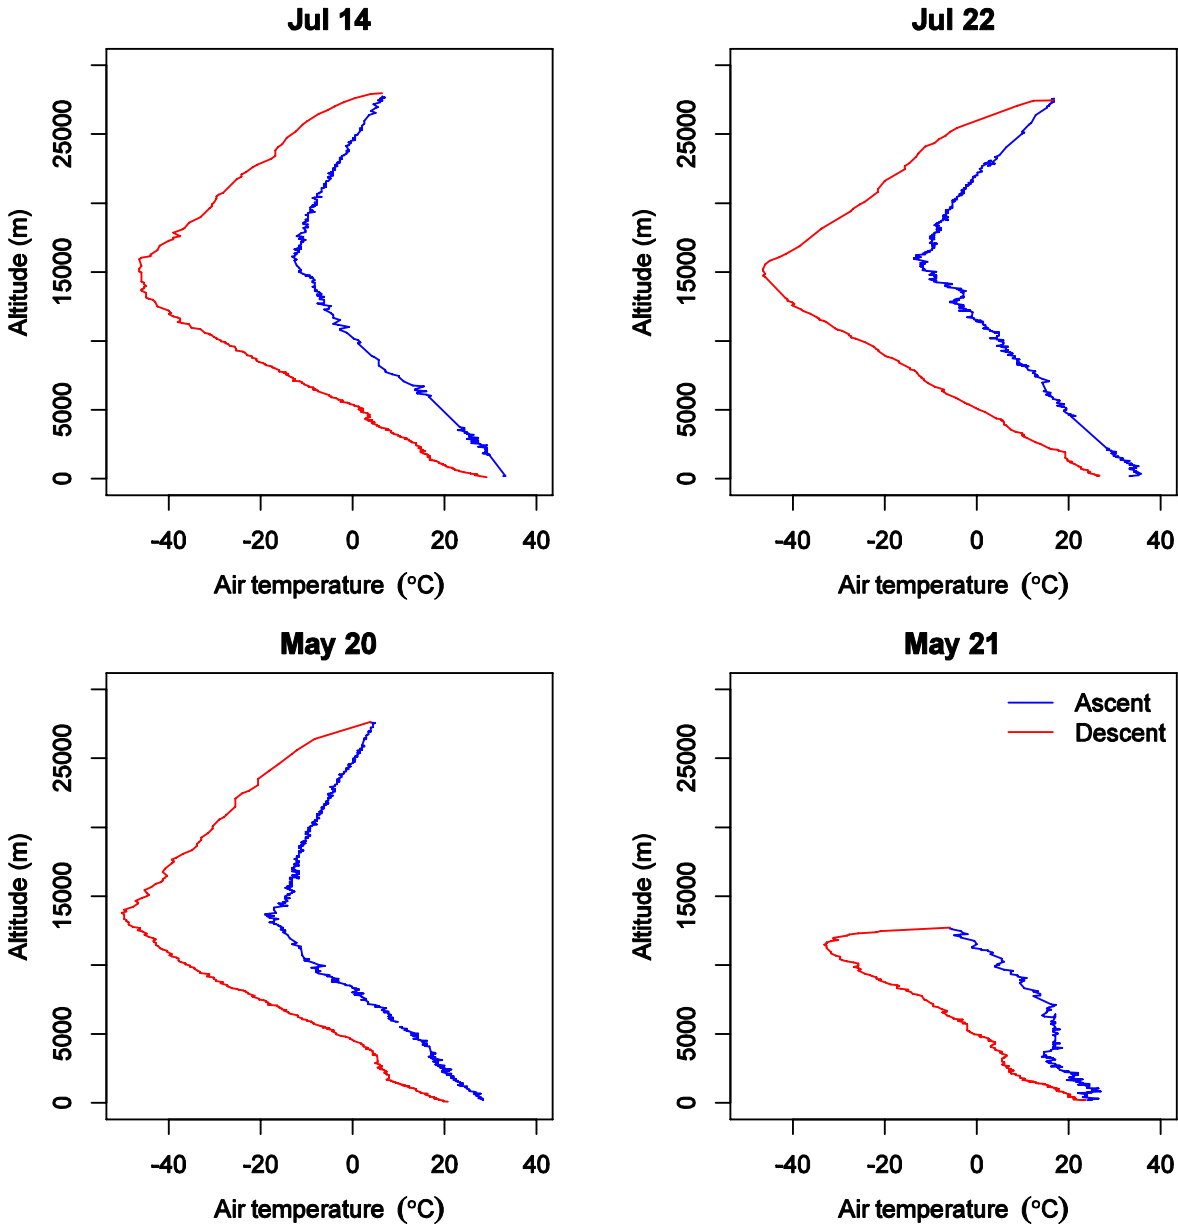 Jul 14
Altitude (m)
25000
15000
5000
0
-40 -20 0 20 40
Air temperature (°C)
Jul 22
Altitude (m)
25000
15000
5000
0
-40 -20 0 20 40
Air temperature (°C)
May 20
Altitude (m)
25000
15000
5000
0
-40 -20 0 20 40
Air temperature (°C)
May 21
Ascent
Descent
Altitude (m)
25000
15000
5000
0
-40 -20 0 20 40
Air temperature (°C)